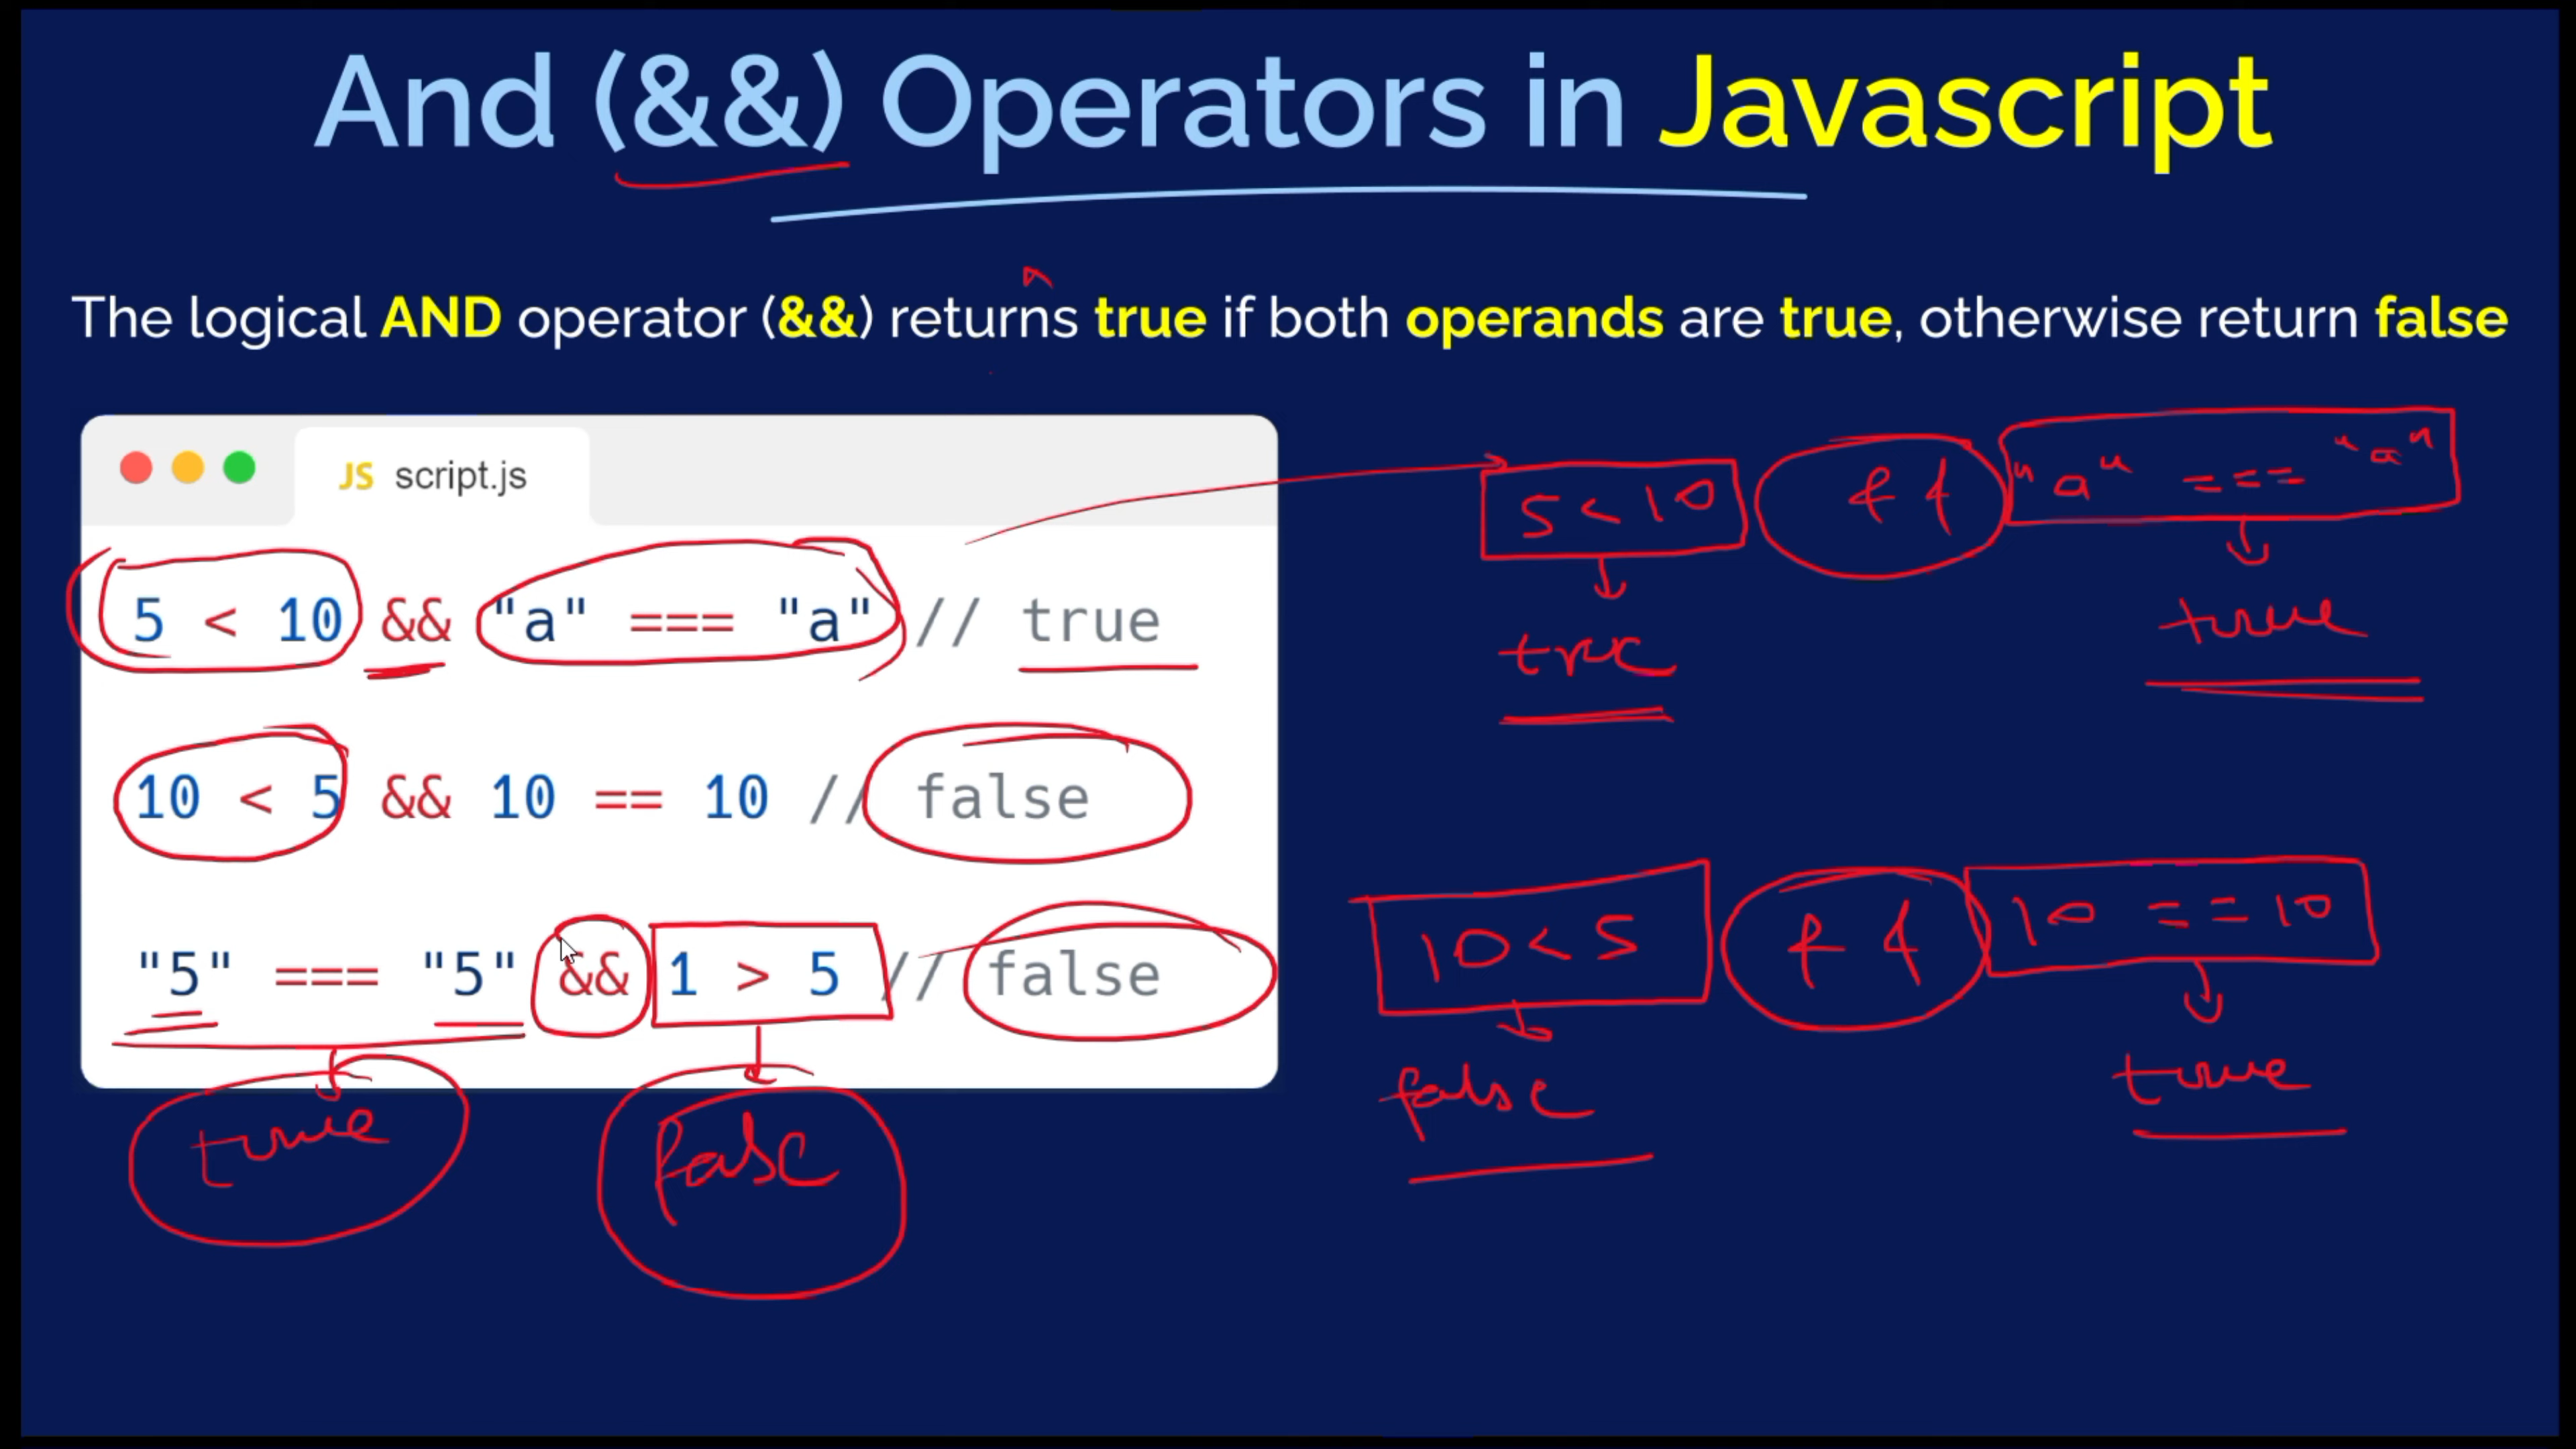 And (&&) Operators in Javascript
The logical AND operator (&&) returns true if both operands are true, otherwise return false
JS script.js
5 < 10 && "a" === "a" // true
10 < 5 && 10 == 10 // false
"5" === "5" && 1 > 5 // false
true false
5 < 10 && "a" === "a"
true true
10 < 5 && 10 == 10
false true